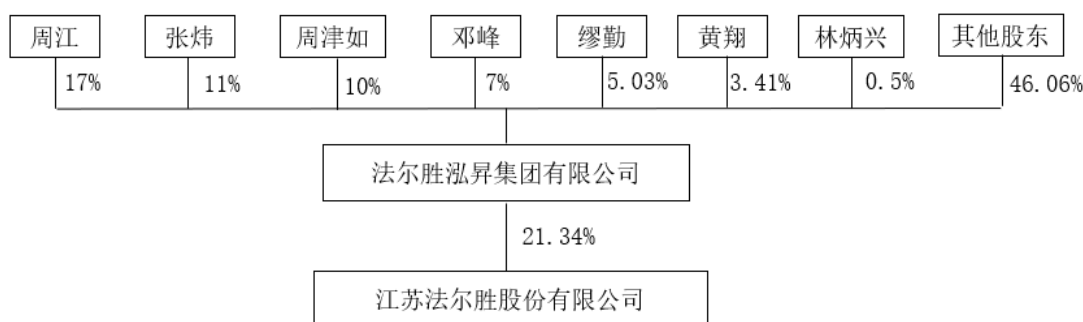 周江 张炜 周津如 邓峰 缪勤 黄翔 林炳兴 其他股东
17% 11% 10% 7% 5.03% 3.41% 0.5% 46.06%
法尔胜泓昇集团有限公司
21.34%
江苏法尔胜股份有限公司